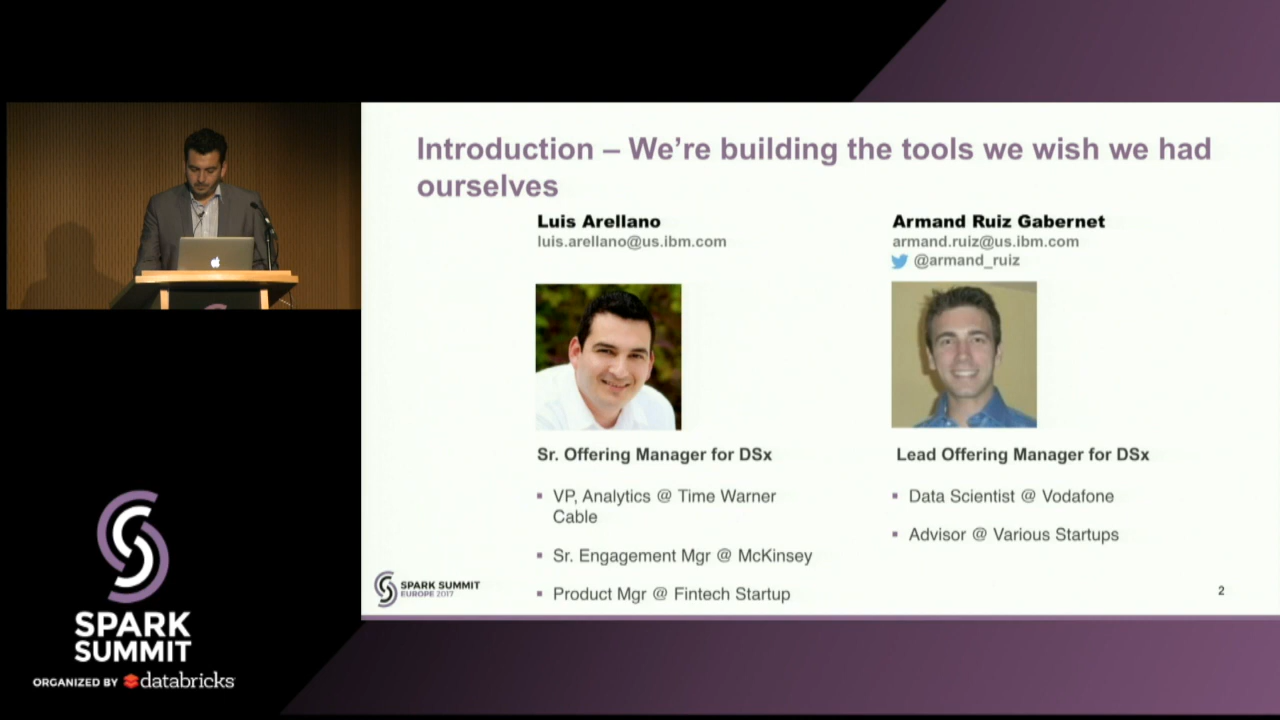 Introduction – We're building the tools we wish we had
ourselves
Luis Arellano
luis.arellano@us.ibm.com
Armand Ruiz Gabernet
armand.ruiz@us.ibm.com
@armand_ruiz
Sr. Offering Manager for DSx
▪ VP, Analytics @ Time Warner
Cable
▪ Sr. Engagement Mgr @ McKinsey
▪ Product Mgr @ Fintech Startup
Lead Offering Manager for DSx
▪ Data Scientist @ Vodafone
▪ Advisor @ Various Startups
SPARK SUMMIT
EUROPE 2017
2
SPARK
SUMMIT
ORGANIZED BY databricks